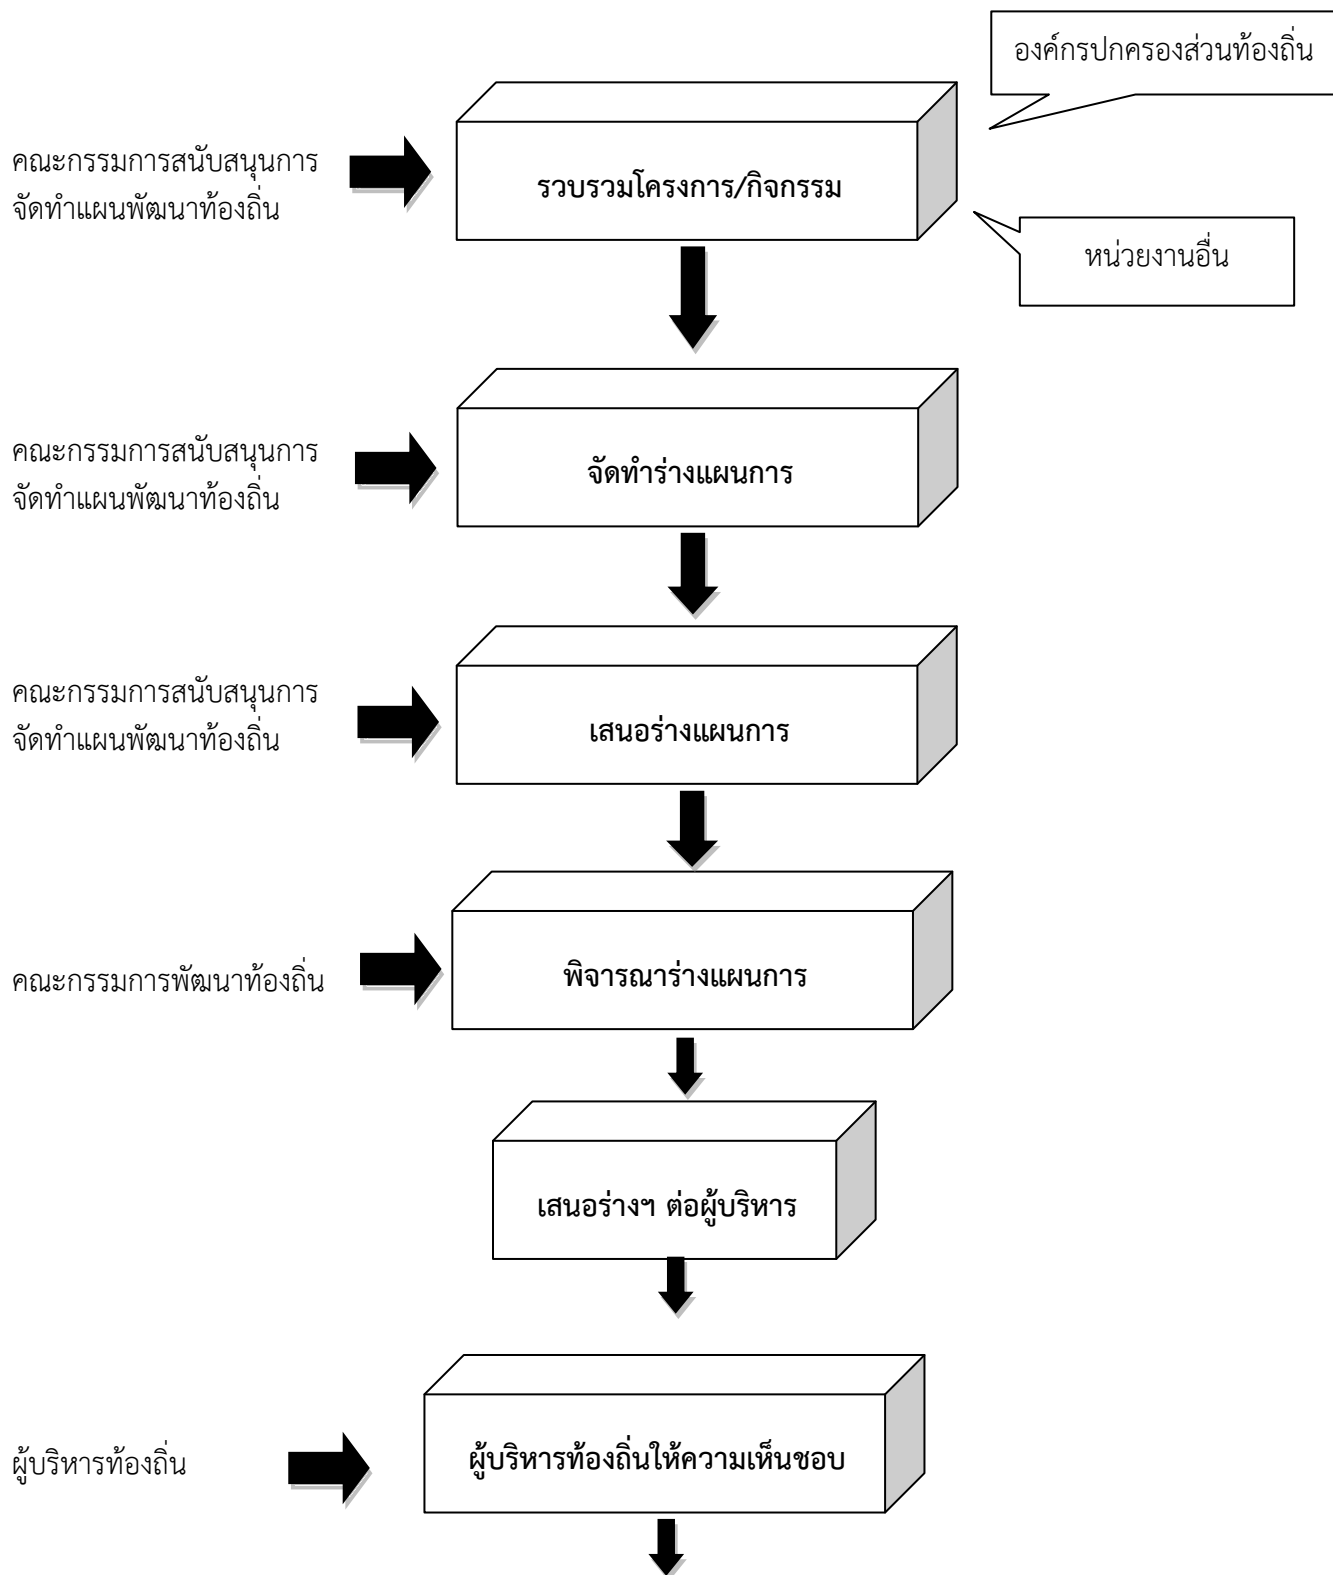 องค์กรปกครองส่วนท้องถิ่น
คณะกรรมการสนับสนุนการ
จัดทำแผนพัฒนาท้องถิ่น
รวบรวมโครงการ/กิจกรรม
หน่วยงานอื่น
คณะกรรมการสนับสนุนการ
จัดทำแผนพัฒนาท้องถิ่น
จัดทำร่างแผนการ
คณะกรรมการสนับสนุนการ
จัดทำแผนพัฒนาท้องถิ่น
เสนอร่างแผนการ
คณะกรรมการพัฒนาท้องถิ่น
พิจารณาร่างแผนการ
เสนอร่างฯ ต่อผู้บริหาร
ผู้บริหารท้องถิ่น
ผู้บริหารท้องถิ่นให้ความเห็นชอบ